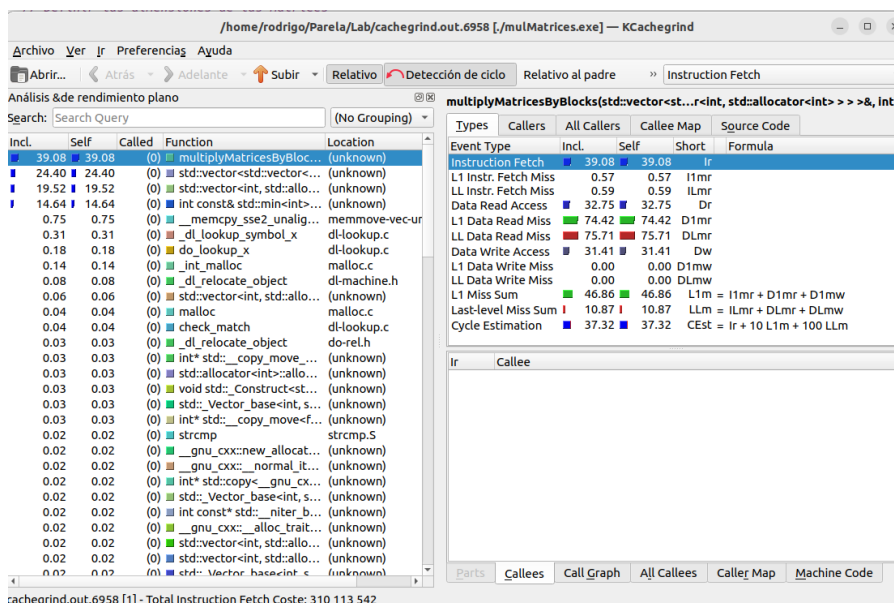 /home/rodrigo/Parela/Lab/cachegrind.out.6958 [./mulMatrices.exe] — KCachegrind
Archivo Ver Ir Preferencias Ayuda
Abrir... Atrás Adelante Subir Relativo Detección de ciclo Relativo al padre » Instruction Fetch
Análisis &de rendimiento plano
Search: Search Query (No Grouping)
Incl. Self Called Function Location
39.08 39.08 (0) multiplyMatricesByBloc... (unknown)
24.40 24.40 (0) std::vector<std::vector<... (unknown)
19.52 19.52 (0) std::vector<int, std::allo... (unknown)
14.64 14.64 (0) int const& std::min<int>... (unknown)
0.75 0.75 (0) __memcpy_sse2_unalig... memmove-vec-ur
0.31 0.31 (0) _dl_lookup_symbol_x dl-lookup.c
0.18 0.18 (0) do_lookup_x dl-lookup.c
0.14 0.14 (0) _int_malloc malloc.c
0.08 0.08 (0) _dl_relocate_object dl-machine.h
0.06 0.06 (0) std::vector<int, std::allo... (unknown)
0.04 0.04 (0) malloc malloc.c
0.04 0.04 (0) check_match dl-lookup.c
0.03 0.03 (0) _dl_relocate_object do-rel.h
0.03 0.03 (0) int* std::__copy_move_... (unknown)
0.03 0.03 (0) std::allocator<int>::allo... (unknown)
0.03 0.03 (0) void std::_Construct<st... (unknown)
0.03 0.03 (0) std::_Vector_base<int, s... (unknown)
0.03 0.03 (0) int* std::__copy_move<f... (unknown)
0.02 0.02 (0) strcmp strcmp.S
0.02 0.02 (0) __gnu_cxx::new_allocat... (unknown)
0.02 0.02 (0) __gnu_cxx::__normal_it... (unknown)
0.02 0.02 (0) int* std::copy<__gnu_cx... (unknown)
0.02 0.02 (0) std::_Vector_base<int, s... (unknown)
0.02 0.02 (0) int const* std::__niter_b... (unknown)
0.02 0.02 (0) __gnu_cxx::__alloc_trait... (unknown)
0.02 0.02 (0) std::vector<int, std::allo... (unknown)
0.02 0.02 (0) std::vector<int, std::allo... (unknown)
0.02 0.02 (0) std::_Vector_base<int, s... (unknown)
multiplyMatricesByBlocks(std::vector<st...r<int, std::allocator<int> > > >&, int
Types Callers All Callers Callee Map Source Code
Event Type Incl. Self Short Formula
Instruction Fetch 39.08 39.08 Ir
L1 Instr. Fetch Miss 0.57 0.57 I1mr
LL Instr. Fetch Miss 0.59 0.59 ILmr
Data Read Access 32.75 32.75 Dr
L1 Data Read Miss 74.42 74.42 D1mr
LL Data Read Miss 75.71 75.71 DLmr
Data Write Access 31.41 31.41 Dw
L1 Data Write Miss 0.00 0.00 D1mw
LL Data Write Miss 0.00 0.00 DLmw
L1 Miss Sum 46.86 46.86 L1m = I1mr + D1mr + D1mw
Last-level Miss Sum 10.87 10.87 LLm = ILmr + DLmr + DLmw
Cycle Estimation 37.32 37.32 CEst = Ir + 10 L1m + 100 LLm
Ir Callee
Parts Callees Call Graph All Callees Caller Map Machine Code
cachegrind.out.6958 [1] - Total Instruction Fetch Coste: 310 113 542